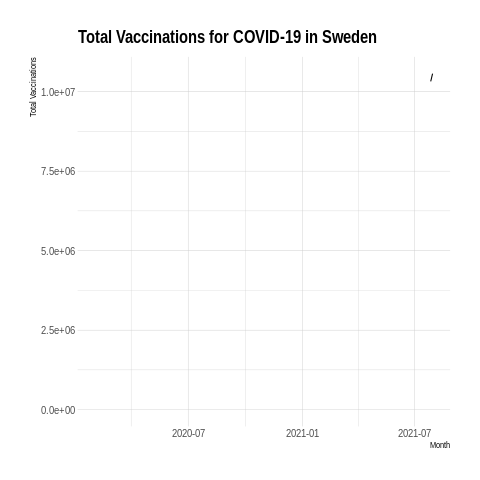 Total Vaccinations for COVID-19 in Sweden
Total Vaccinations
1.0e+07
7.5e+06
5.0e+06
2.5e+06
0.0e+00
2020-07
2021-01
2021-07
Month